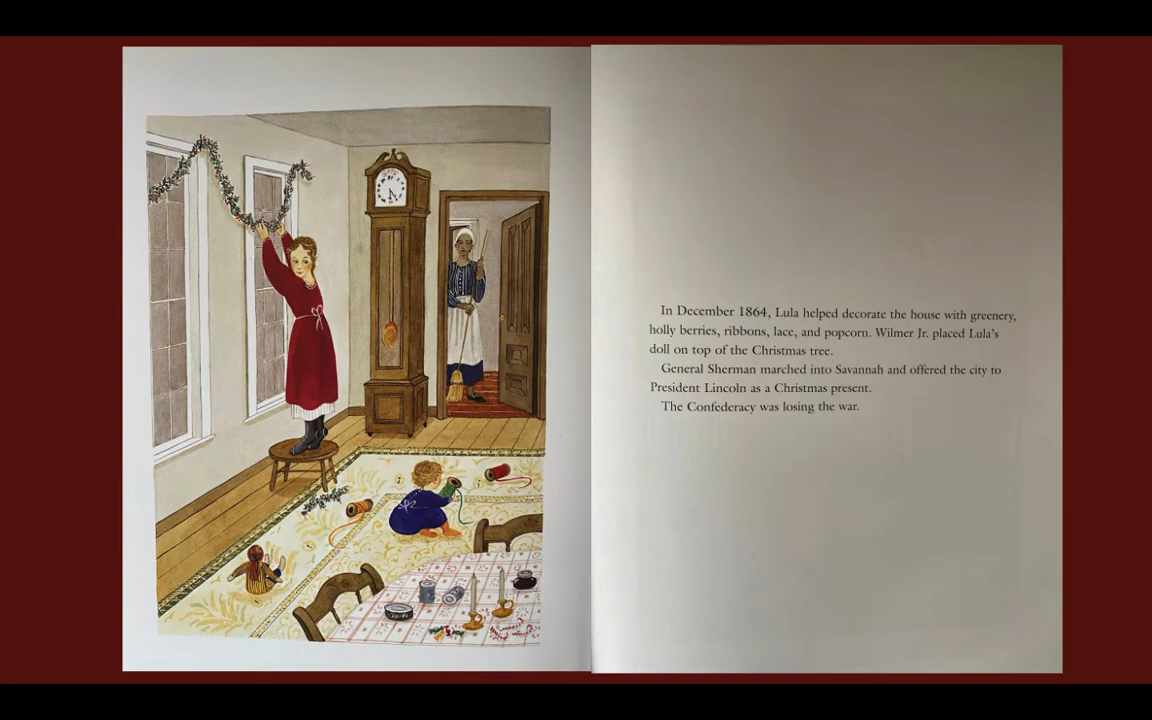 In December 1864, Lula helped decorate the house with greenery,
holly berries, ribbons, lace, and popcorn. Wilmer Jr. placed Lula's
doll on top of the Christmas tree.
General Sherman marched into Savannah and offered the city to
President Lincoln as a Christmas present.
The Confederacy was losing the war.